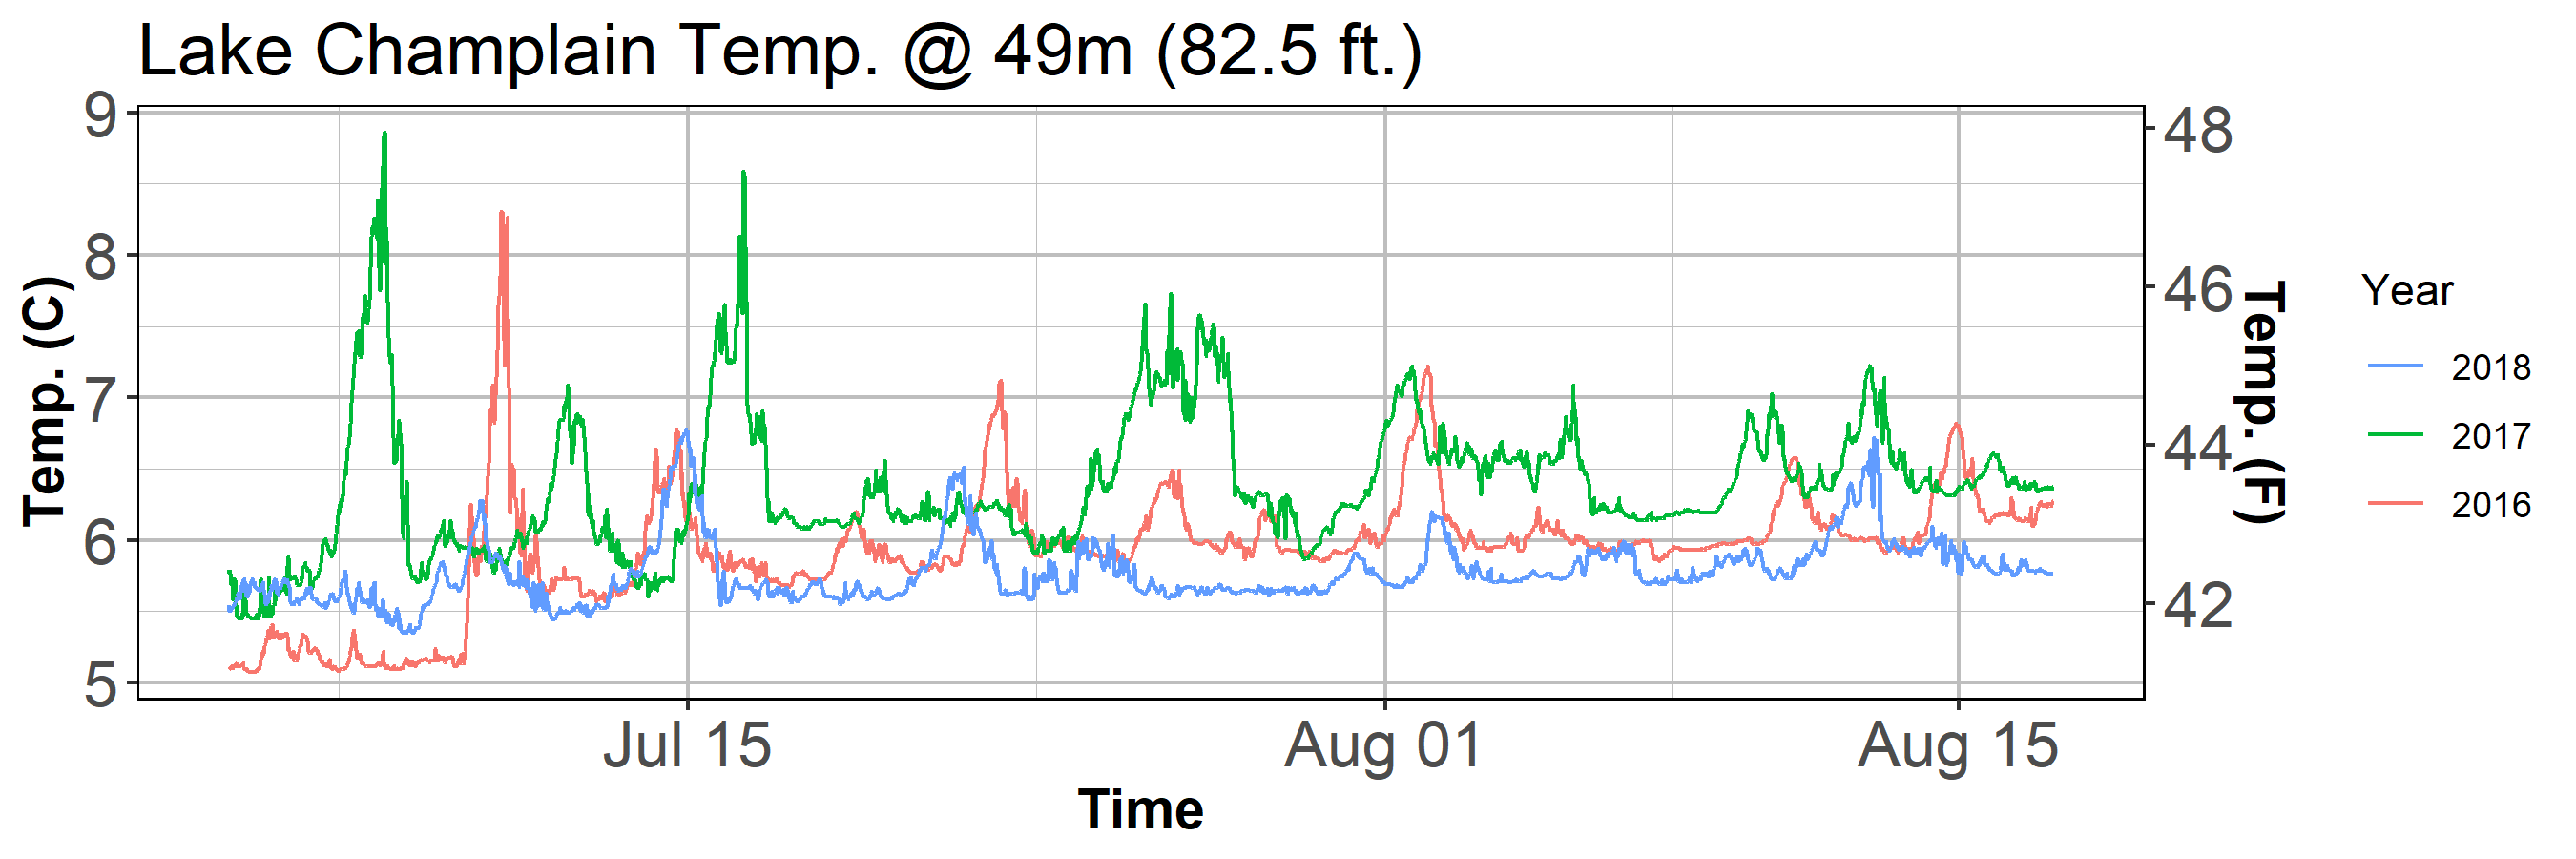 Lake Champlain Temp. @ 49m (82.5 ft.)
9
8
7
6
5
Temp. (C)
48
46
44
42
Temp. (F)
Jul 15
Aug 01
Aug 15
Time
Year
2018
2017
2016